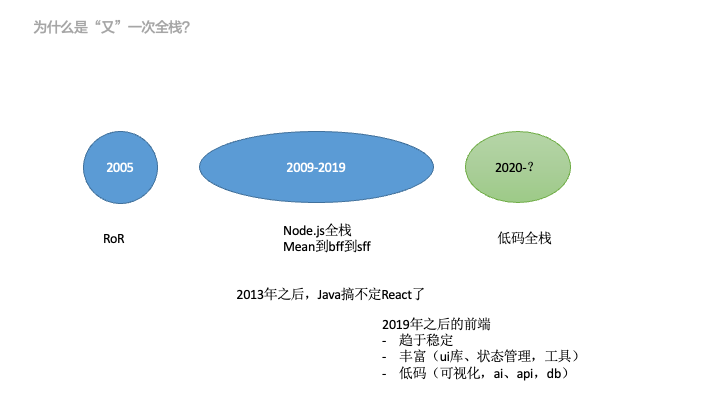 为什么是“又”一次全栈?
2005
2009-2019
2020-？
RoR
Node.js全栈
Mean到bff到sff
低码全栈
2013年之后，Java搞不定React了
2019年之后的前端
- 趋于稳定
- 丰富（ui库、状态管理，工具）
- 低码（可视化，ai、api，db）